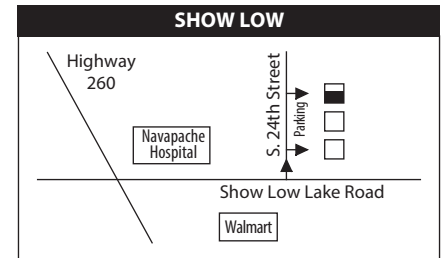 SHOW LOW
Highway
260
S. 24th Street
Parking
Navapache
Hospital
Show Low Lake Road
Walmart